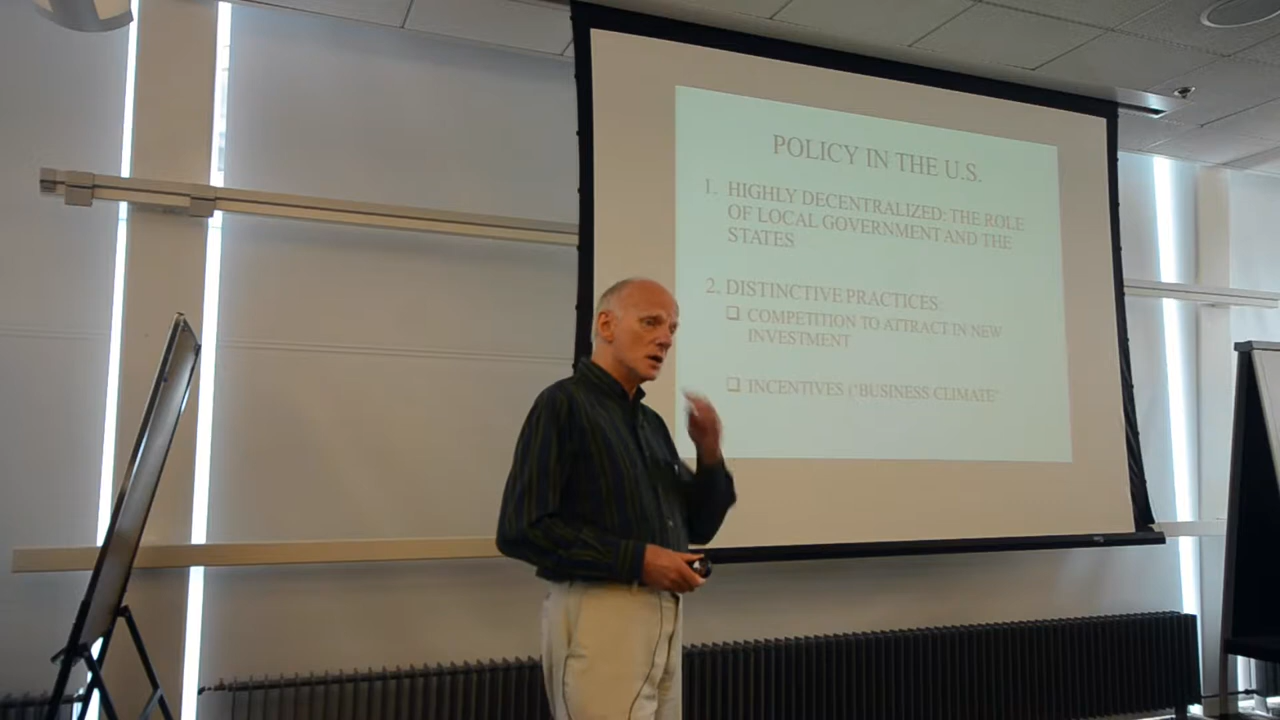 POLICY IN THE U.S.
1. HIGHLY DECENTRALIZED: THE ROLE
OF LOCAL GOVERNMENT AND THE
STATES
2. DISTINCTIVE PRACTICES
❑ COMPETITION TO ATTRACT IN NEW
INVESTMENT
❑ INCENTIVES ("BUSINESS CLIMATE"